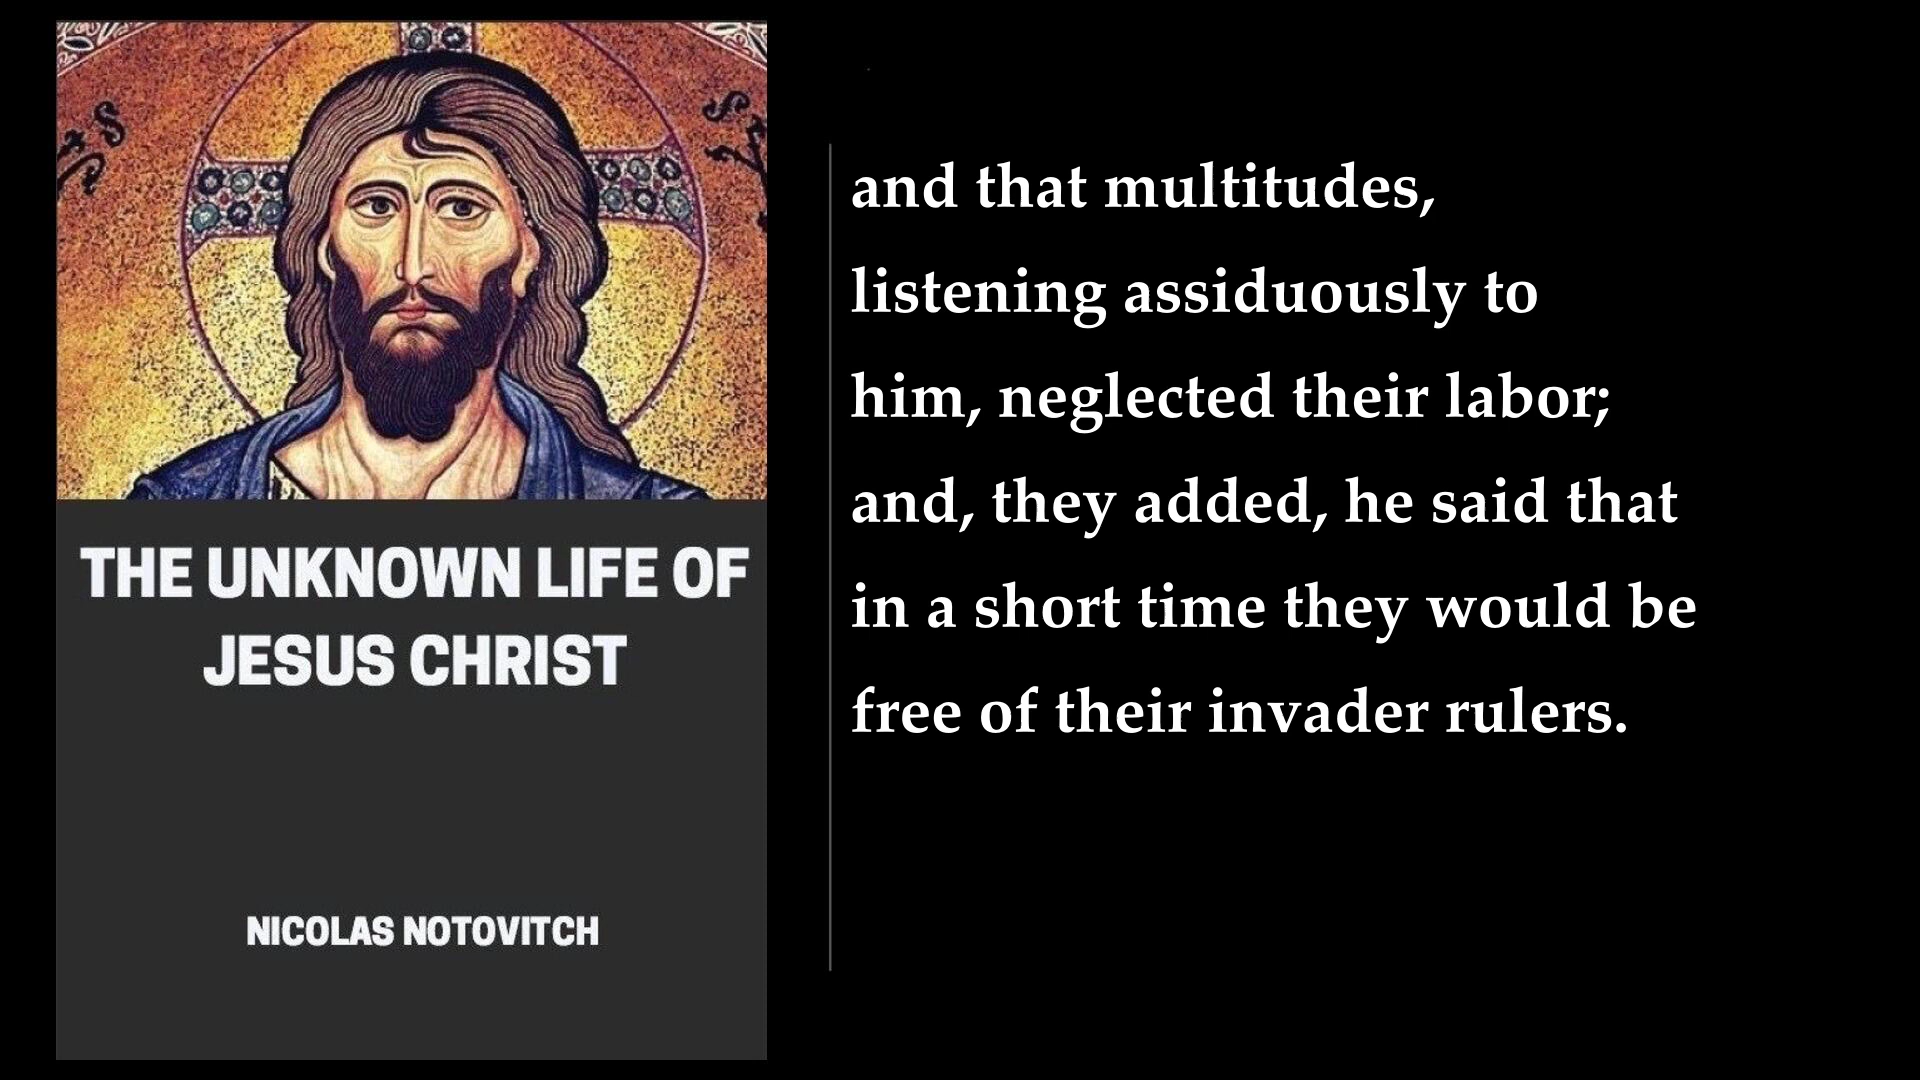 THE UNKNOWN LIFE OF
JESUS CHRIST
NICOLAS NOTOVITCH
and that multitudes,
listening assiduously to
him, neglected their labor;
and, they added, he said that
in a short time they would be
free of their invader rulers.